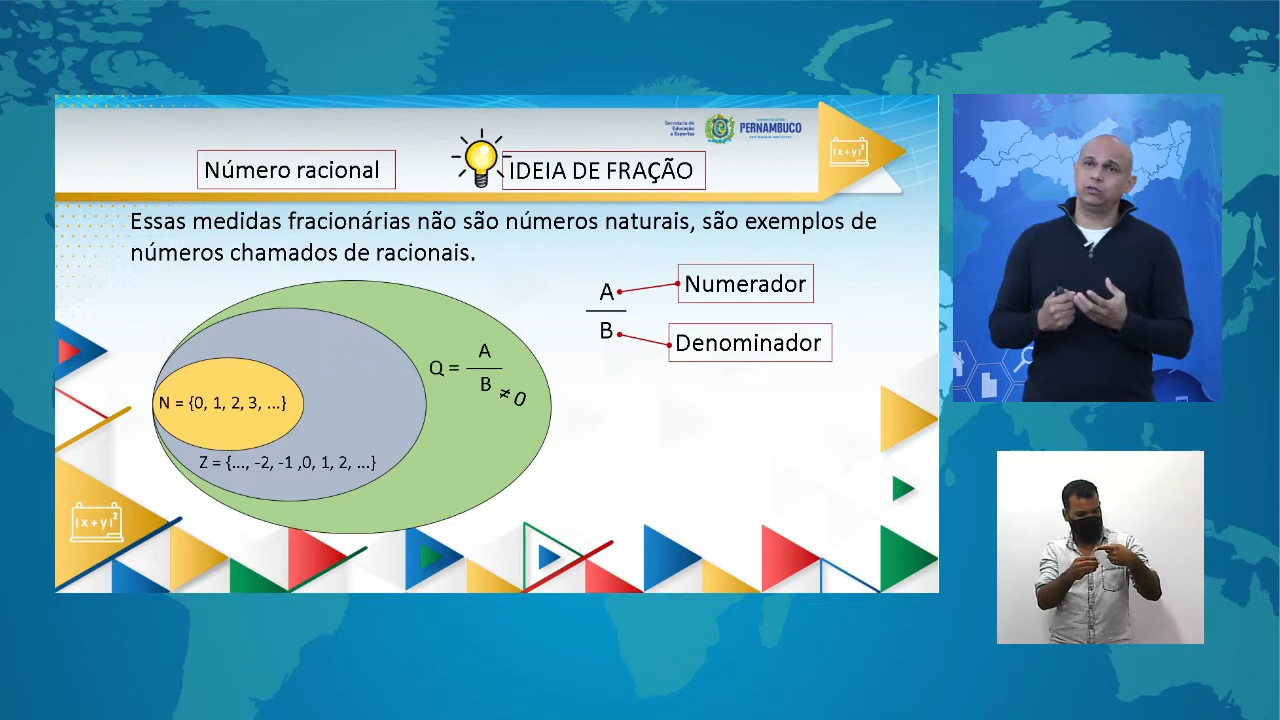 Secretaria de
Educação
e Esportes
PERNAMBUCO
(x+y)²
Número racional
IDEIA DE FRAÇÃO
Essas medidas fracionárias não são números naturais, são exemplos de
números chamados de racionais.
A
B
Numerador
Denominador
Q =
A
B ≠ 0
N = {0, 1, 2, 3, ...}
Z = {..., -2, -1 ,0, 1, 2, ...}
(x+y)²